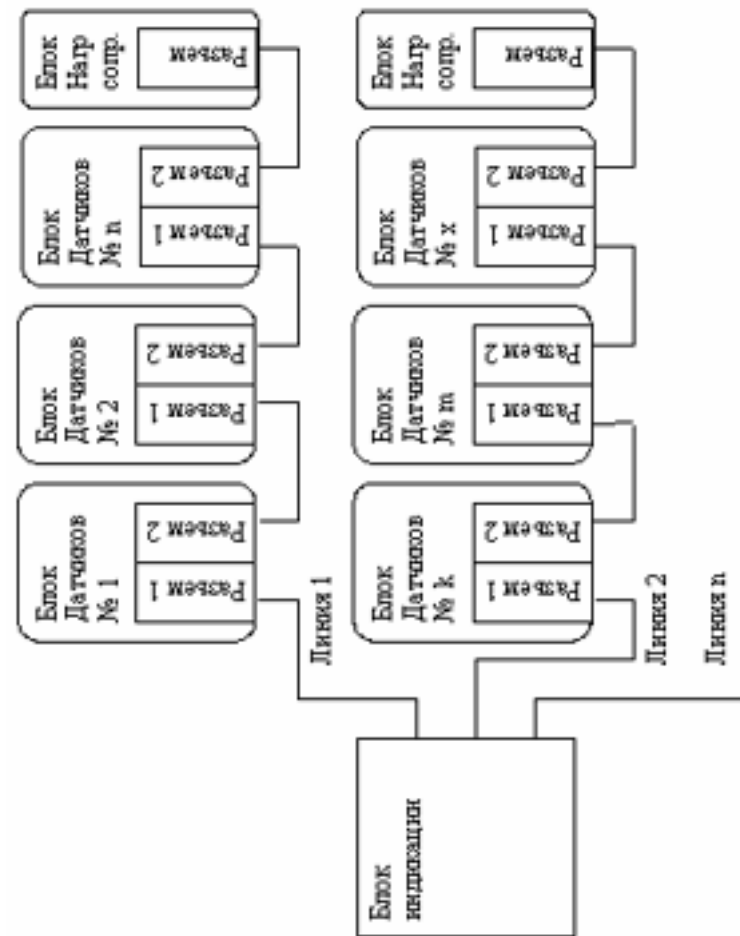 Блок
Датчиков
№ 1
Разъем 1
Разъем 2
Блок
Датчиков
№ 2
Разъем 1
Разъем 2
Блок
Датчиков
№ n
Разъем 1
Разъем 2
Блок
Нагр
сопр.
Разъем
Линия 1
Блок
Датчиков
№ k
Разъем 1
Разъем 2
Блок
Датчиков
№ m
Разъем 1
Разъем 2
Блок
Датчиков
№ x
Разъем 1
Разъем 2
Блок
Нагр
сопр.
Разъем
Линия 2
Линия n
Блок
индикации